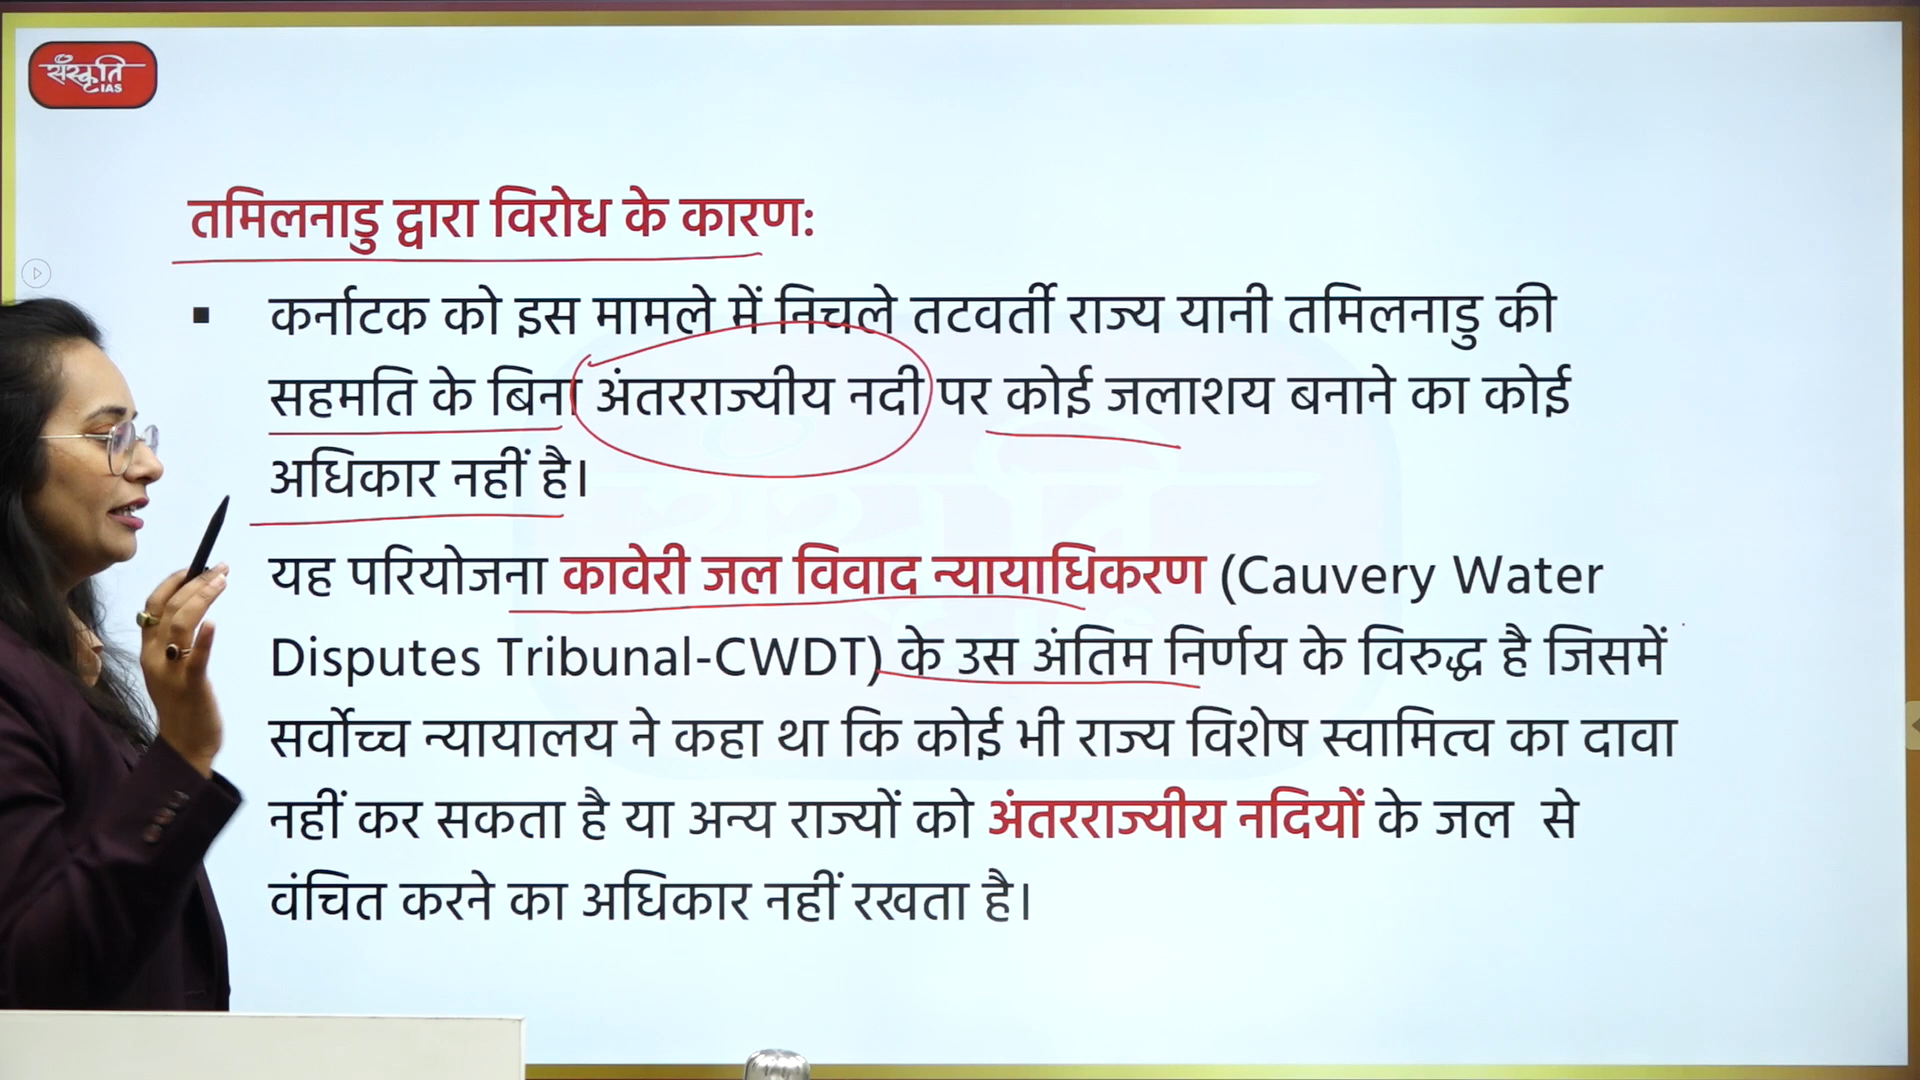 संस्कृति
IAS
तमिलनाडु द्वारा विरोध के कारण:
▪ कर्नाटक को इस मामले में निचले तटवर्ती राज्य यानी तमिलनाडु की
सहमति के बिना अंतरराज्यीय नदी पर कोई जलाशय बनाने का कोई
अधिकार नहीं है।
यह परियोजना कावेरी जल विवाद न्यायाधिकरण (Cauvery Water
Disputes Tribunal-CWDT) के उस अंतिम निर्णय के विरुद्ध है जिसमें
सर्वोच्च न्यायालय ने कहा था कि कोई भी राज्य विशेष स्वामित्व का दावा
नहीं कर सकता है या अन्य राज्यों को अंतरराज्यीय नदियों के जल से
वंचित करने का अधिकार नहीं रखता है।